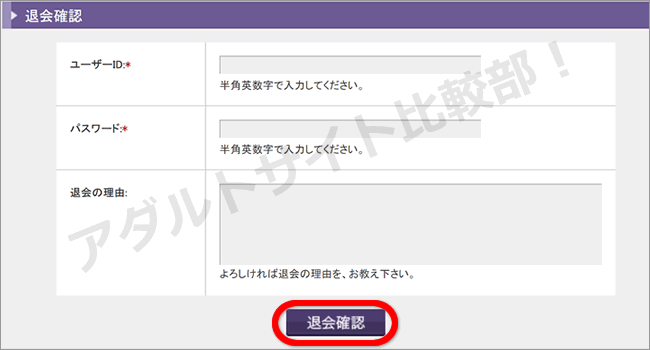 退会確認
ユーザーID:*
半角英数字で入力してください。
パスワード:*
半角英数字で入力してください。
退会の理由:
よろしければ退会の理由を、お教え下さい。
退会確認
アダルトサイト比較部！